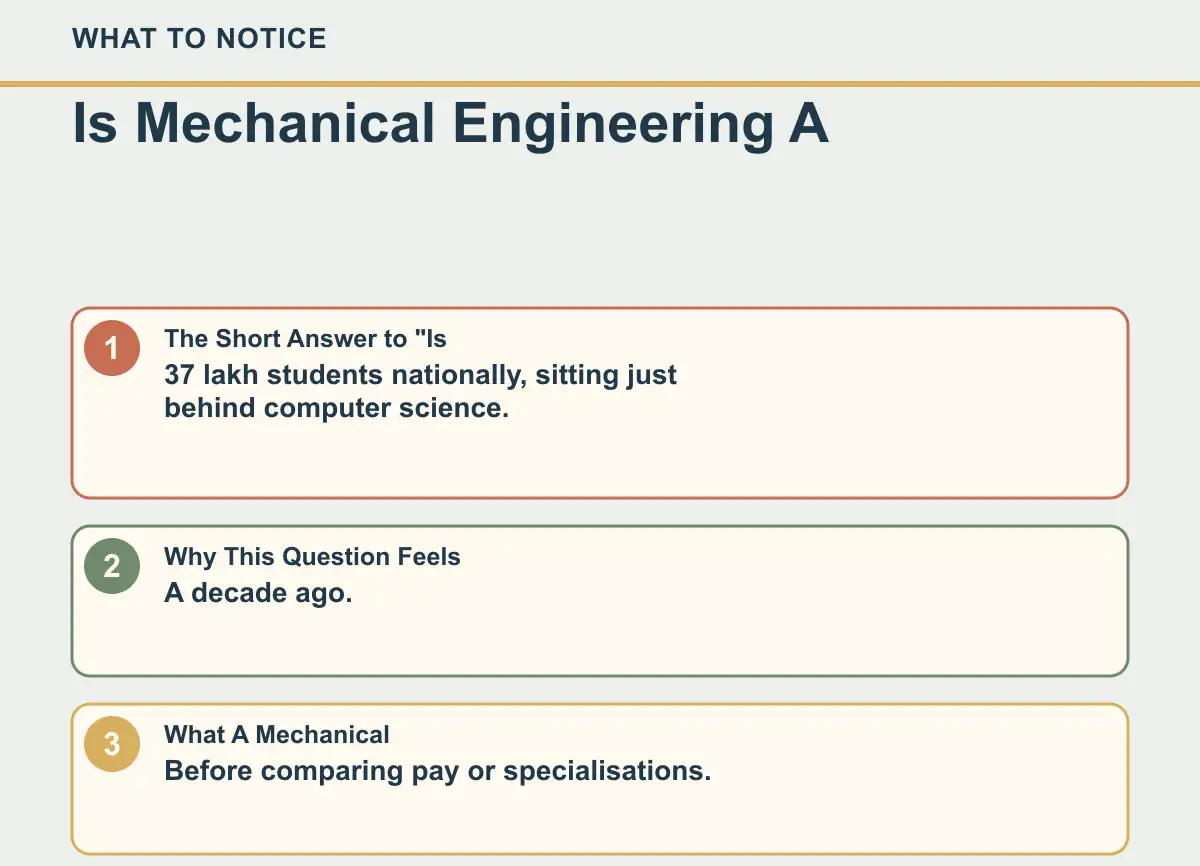 WHAT TO NOTICE
Is Mechanical Engineering A
1
The Short Answer to "Is
37 lakh students nationally, sitting just
behind computer science.
2
Why This Question Feels
A decade ago.
3
What A Mechanical
Before comparing pay or specialisations.